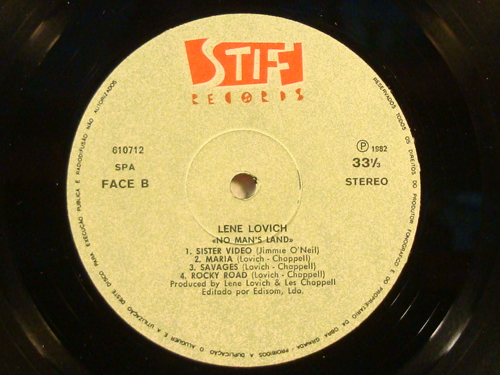 STIFF
RECORDS
610712
SPA
FACE B
℗ 1982
33⅓
STEREO
LENE LOVICH
«NO MAN'S LAND»
1. SISTER VIDEO (Jimmie O'Neil)
2. MARIA (Lovich - Chappell)
3. SAVAGES (Lovich - Chappell)
4. ROCKY ROAD (Lovich - Chappell)
Produced by Lene Lovich & Les Chappell
Editado por Edisom, Lda.
RESERVADOS TODOS OS DIREITOS DO PRODUTOR FONOGRÁFICO E DO PROPRIETÁRIO DA OBRA GRAVADA PROIBIDOS A DUPLICAÇÃO O ALUGUER E A UTILIZAÇÃO DESTE DISCO PARA EXECUÇÃO PÚBLICA E RADIODIFUSÃO NÃO AUTORIZADOS